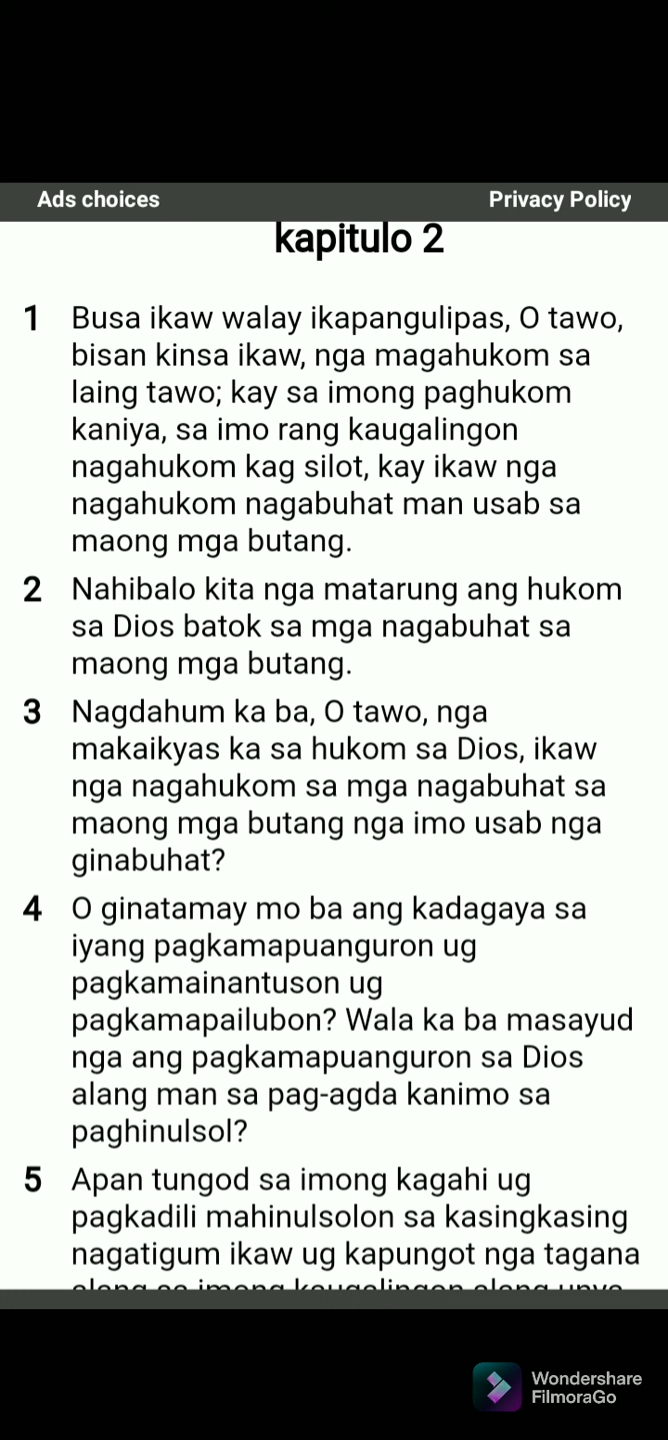 Ads choices Privacy Policy
kapitulo 2
1 Busa ikaw walay ikapangulipas, O tawo,
bisan kinsa ikaw, nga magahukom sa
laing tawo; kay sa imong paghukom
kaniya, sa imo rang kaugalingon
nagahukom kag silot, kay ikaw nga
nagahukom nagabuhat man usab sa
maong mga butang.
2 Nahibalo kita nga matarung ang hukom
sa Dios batok sa mga nagabuhat sa
maong mga butang.
3 Nagdahum ka ba, O tawo, nga
makaikyas ka sa hukom sa Dios, ikaw
nga nagahukom sa mga nagabuhat sa
maong mga butang nga imo usab nga
ginabuhat?
4 O ginatamay mo ba ang kadagaya sa
iyang pagkamapuanguron ug
pagkamainantuson ug
pagkamapailubon? Wala ka ba masayud
nga ang pagkamapuanguron sa Dios
alang man sa pag-agda kanimo sa
paghinulsol?
5 Apan tungod sa imong kagahi ug
pagkadili mahinulsolon sa kasingkasing
nagatigum ikaw ug kapungot nga tagana
alang sa imong kaugalingon alang unya
Wondershare
FilmoraGo